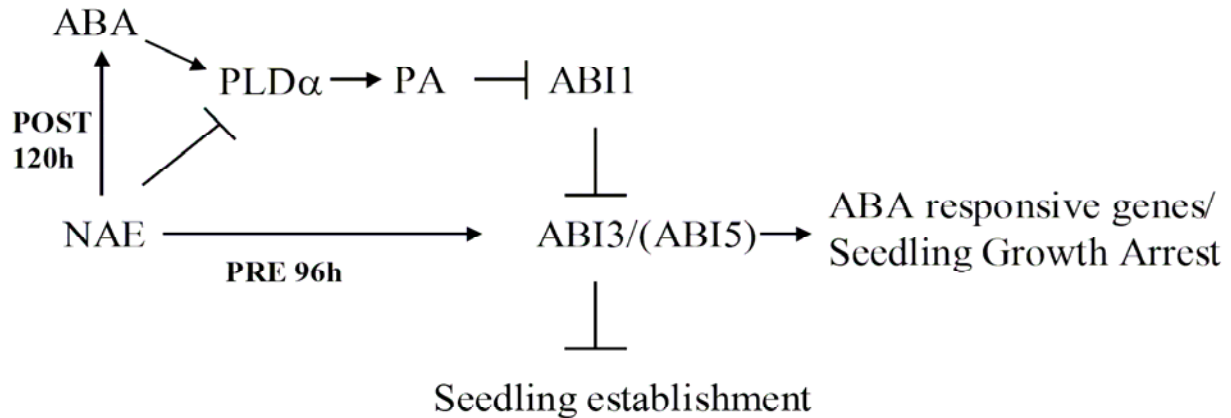 ABA
PLDα
PA
ABI1
POST
120h
NAE
PRE 96h
ABI3/(ABI5)
ABA responsive genes/
Seedling Growth Arrest
Seedling establishment